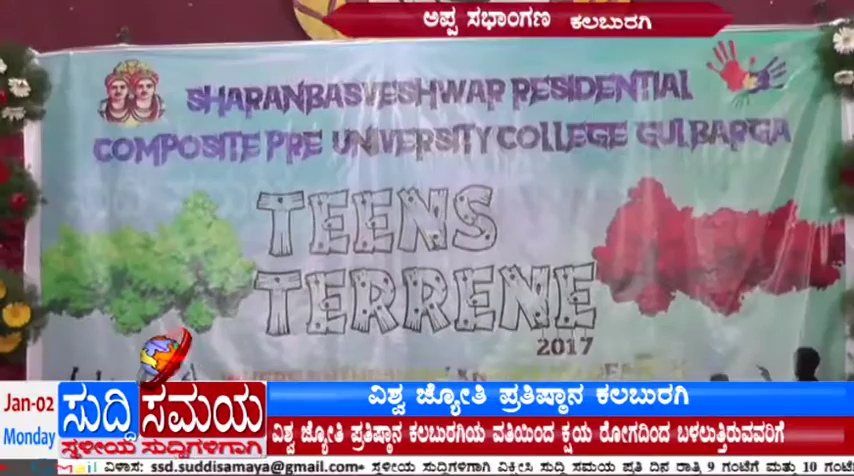 ಅಪ್ಪ ಸಭಾಂಗಣ ಕಲಬುರಗಿ
SHARANBASVESHWAR RESIDENTIAL
COMPOSITE PRE UNIVERSITY COLLEGE GULBARGA
TEENS
TERRENE
2017
Jan-02
Monday
ಸುದ್ದಿ ಸಮಯ
ಸ್ಥಳೀಯ ಸುದ್ದಿಗಳಿಗಾಗಿ
ವಿಶ್ವ ಜ್ಯೋತಿ ಪ್ರತಿಷ್ಠಾನ ಕಲಬುರಗಿ
ವಿಶ್ವ ಜ್ಯೋತಿ ಪ್ರತಿಷ್ಠಾನ ಕಲಬುರಗಿಯ ವತಿಯಿಂದ ಕ್ಷಯ ರೋಗದಿಂದ ಬಳಲುತ್ತಿರುವವರಿಗೆ
ವಿಳಾಸ: ssd.suddisamaya@gmail.com• ಸ್ಥಳೀಯ ಸುದ್ದಿಗಳಿಗಾಗಿ ವೀಕ್ಷಿಸಿ ಸುದ್ದಿ ಸಮಯ ಪ್ರತಿ ದಿನ ರಾತ್ರಿ 9 ಗಂಟೆಗೆ ಮತ್ತು 10 ಗಂಟೆ